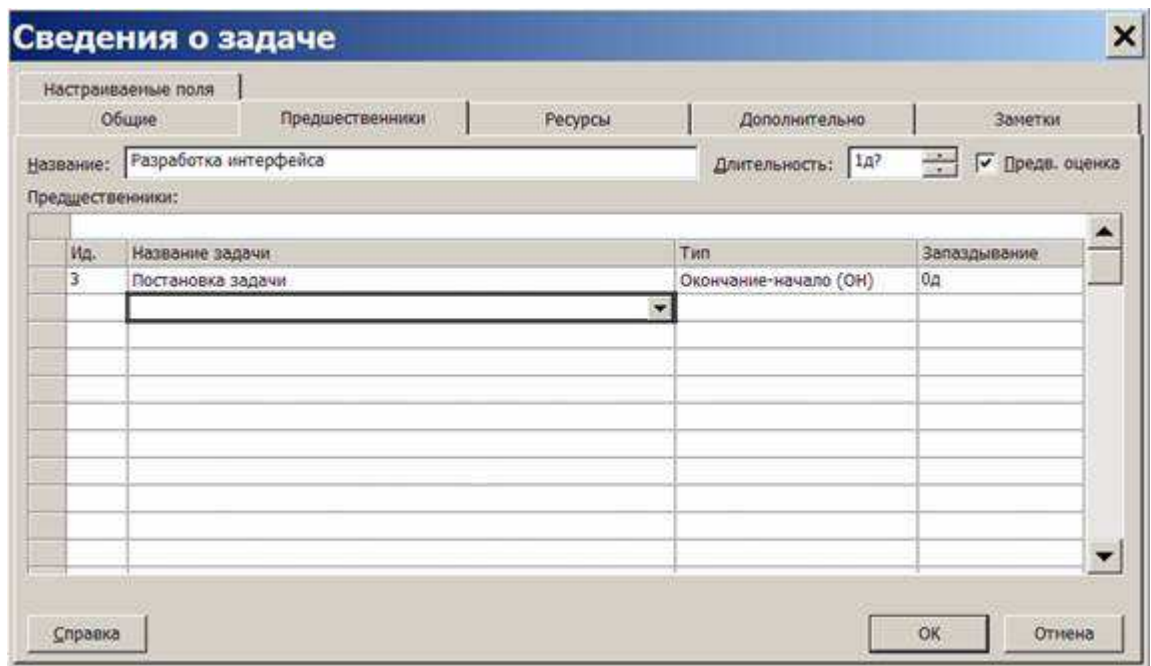 Сведения о задаче
Настраиваемые поля
Общие Предшественники Ресурсы Дополнительно Заметки
Название: Разработка интерфейса Длительность: 1д? Предв. оценка
Предшественники:
Ид. Название задачи Тип Запаздывание
3 Постановка задачи Окончание-начало (ОН) 0д
Справка ОК Отмена